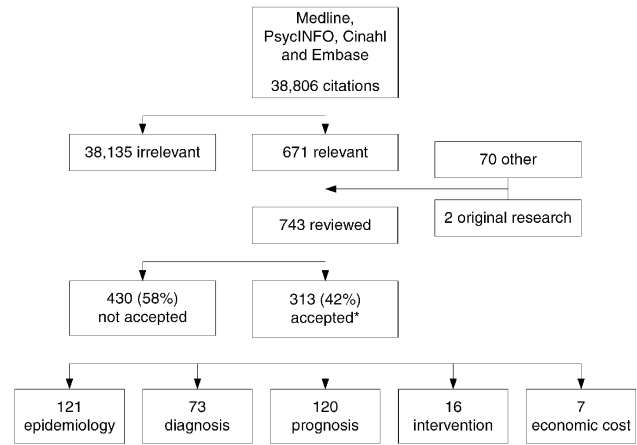 Medline,
PsycINFO, Cinahl
and Embase
38,806 citations
38,135 irrelevant
671 relevant
70 other
2 original research
743 reviewed
430 (58%)
not accepted
313 (42%)
accepted*
121
epidemiology
73
diagnosis
120
prognosis
16
intervention
7
economic cost